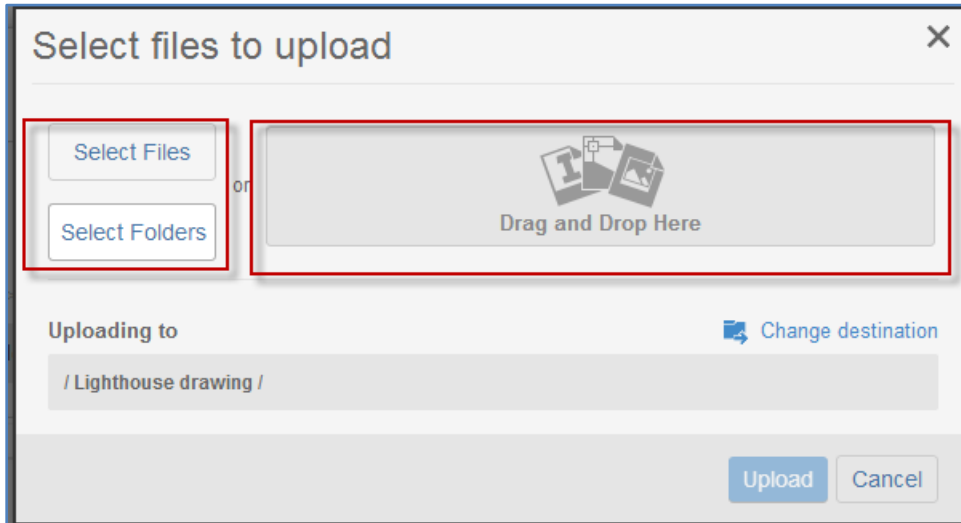 Select files to upload
Select Files
or
Select Folders
Drag and Drop Here
Uploading to
Change destination
/ Lighthouse drawing /
Upload
Cancel